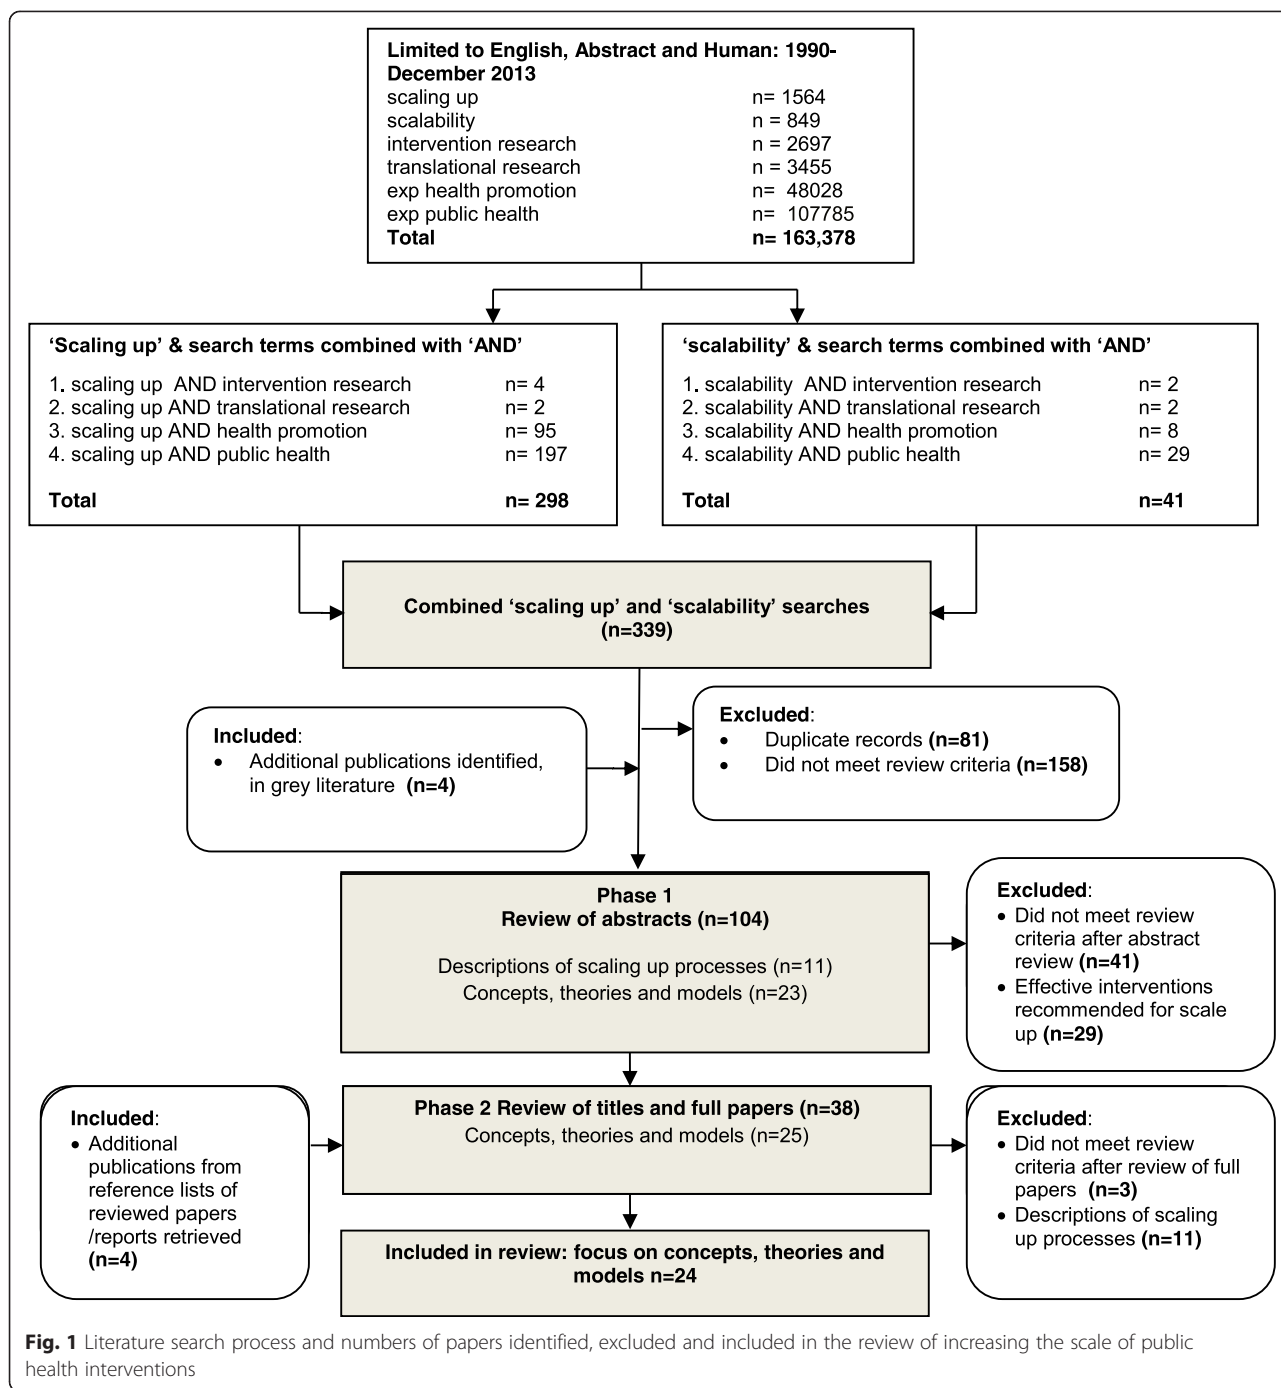 Limited to English, Abstract and Human: 1990-
December 2013
scaling up n= 1564
scalability n = 849
intervention research n = 2697
translational research n = 3455
exp health promotion n= 48028
exp public health n= 107785
Total n= 163,378
‘Scaling up’ & search terms combined with ‘AND’
1. scaling up AND intervention research n= 4
2. scaling up AND translational research n= 2
3. scaling up AND health promotion n= 95
4. scaling up AND public health n= 197
Total n= 298
‘scalability’ & search terms combined with ‘AND’
1. scalability AND intervention research n= 2
2. scalability AND translational research n= 2
3. scalability AND health promotion n= 8
4. scalability AND public health n= 29
Total n=41
Combined ‘scaling up’ and ‘scalability’ searches
(n=339)
Included:
• Additional publications identified,
in grey literature (n=4)
Excluded:
• Duplicate records (n=81)
• Did not meet review criteria (n=158)
Phase 1
Review of abstracts (n=104)
Descriptions of scaling up processes (n=11)
Concepts, theories and models (n=23)
Excluded:
• Did not meet review
criteria after abstract
review (n=41)
• Effective interventions
recommended for scale
up (n=29)
Included:
• Additional
publications from
reference lists of
reviewed papers
/reports retrieved
(n=4)
Phase 2 Review of titles and full papers (n=38)
Concepts, theories and models (n=25)
Excluded:
• Did not meet review
criteria after review of full
papers (n=3)
• Descriptions of scaling
up processes (n=11)
Included in review: focus on concepts, theories and
models n=24
Fig. 1 Literature search process and numbers of papers identified, excluded and included in the review of increasing the scale of public
health interventions